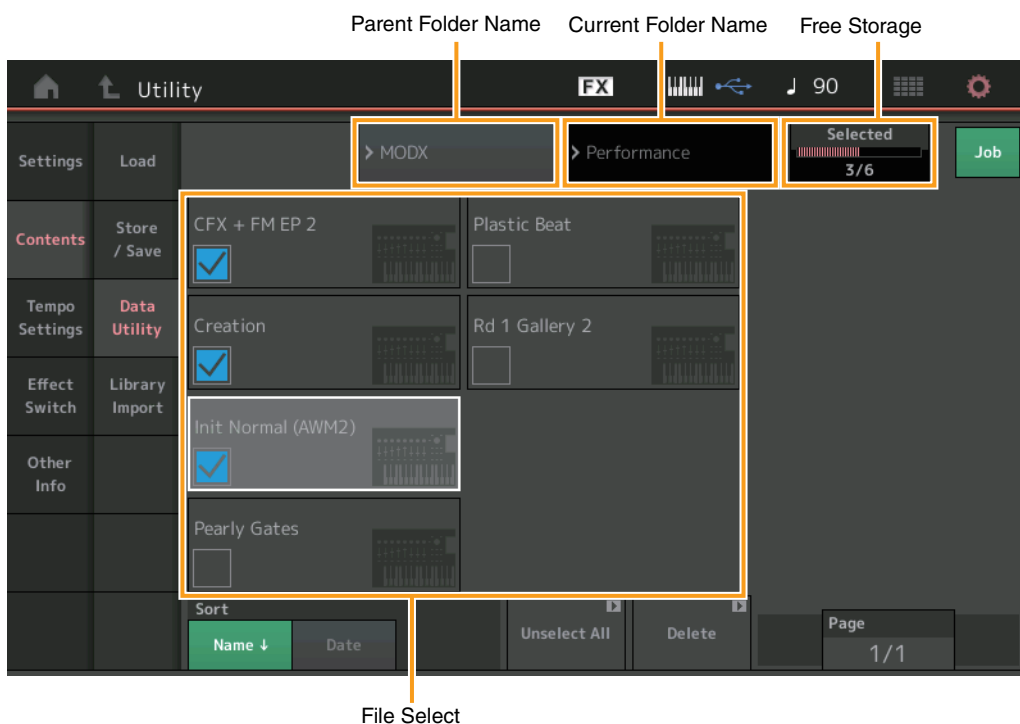 Parent Folder Name
Current Folder Name
Free Storage
Utility
FX
90
Settings
Load
> MODX
> Performance
Selected
3/6
Job
Contents
Store
/ Save
CFX + FM EP 2
Plastic Beat
Tempo
Settings
Data
Utility
Creation
Rd 1 Gallery 2
Effect
Switch
Library
Import
Init Normal (AWM2)
Other
Info
Pearly Gates
Sort
Name ↓
Date
Unselect All
Delete
Page
1/1
File Select